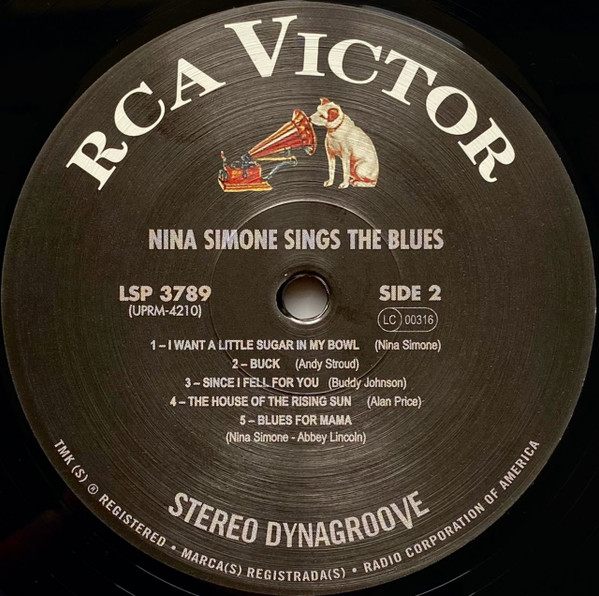 RCA VICTOR
NINA SIMONE SINGS THE BLUES
LSP 3789 SIDE 2
(UPRM-4210) LC 00316
1 – I WANT A LITTLE SUGAR IN MY BOWL (Nina Simone)
2 – BUCK (Andy Stroud)
3 – SINCE I FELL FOR YOU (Buddy Johnson)
4 – THE HOUSE OF THE RISING SUN (Alan Price)
5 – BLUES FOR MAMA
(Nina Simone - Abbey Lincoln)
STEREO DYNAGROOVE
TMK (S) ® REGISTERED • MARCA(S) REGISTRADA(S) • RADIO CORPORATION OF AMERICA